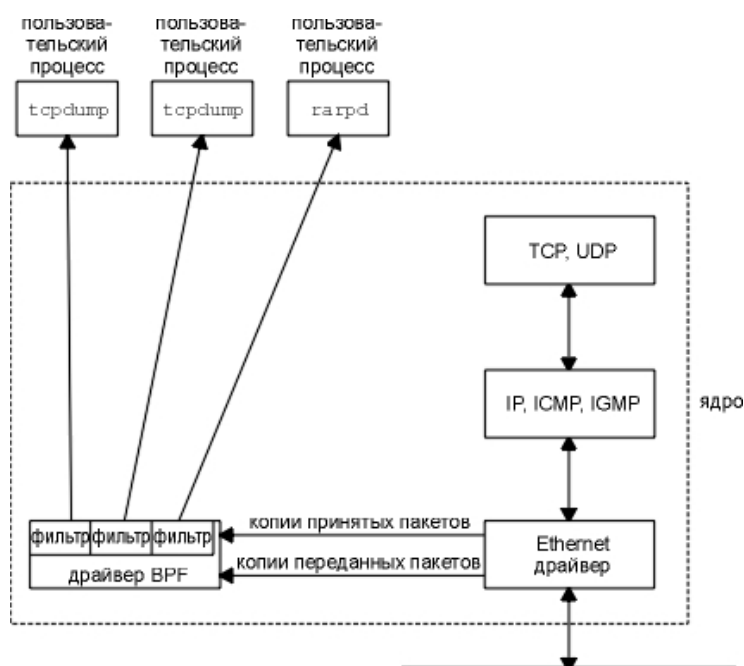 пользова-
тельский
процесс
пользова-
тельский
процесс
пользова-
тельский
процесс
tcpdump
tcpdump
rarpd
TCP, UDP
IP, ICMP, IGMP
ядро
копии принятых пакетов
фильтр
фильтр
фильтр
Ethernet
драйвер
копии переданных пакетов
драйвер BPF